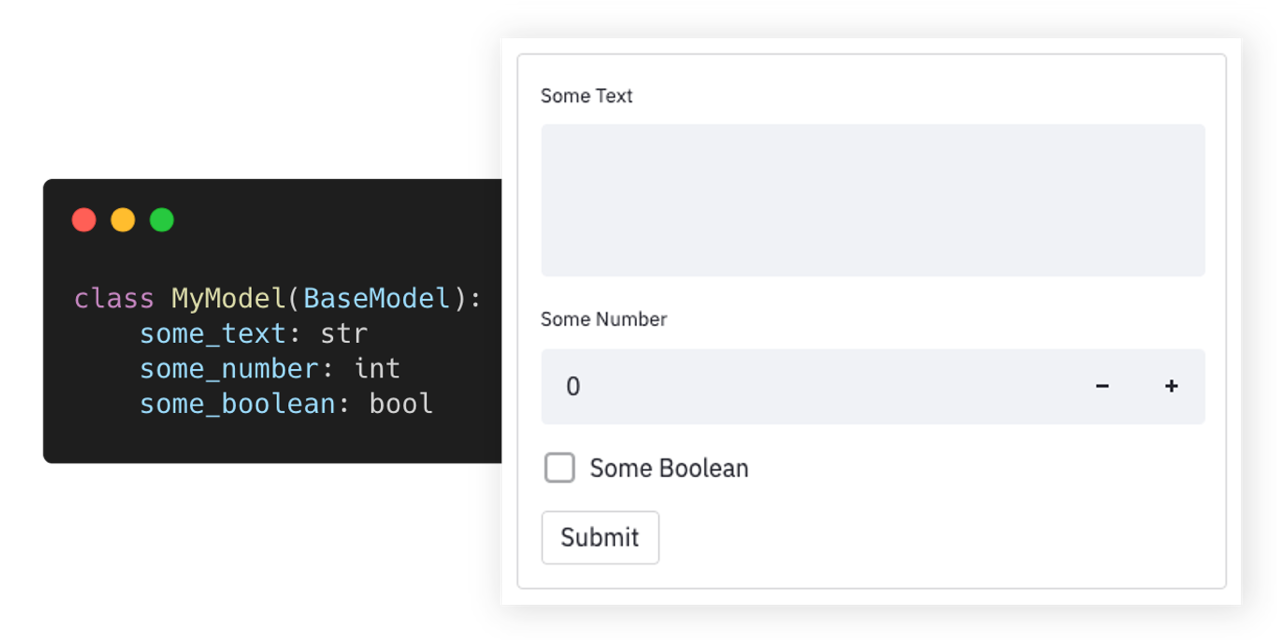 class MyModel(BaseModel):
    some_text: str
    some_number: int
    some_boolean: bool
Some Text
Some Number
0 - +
Some Boolean
Submit